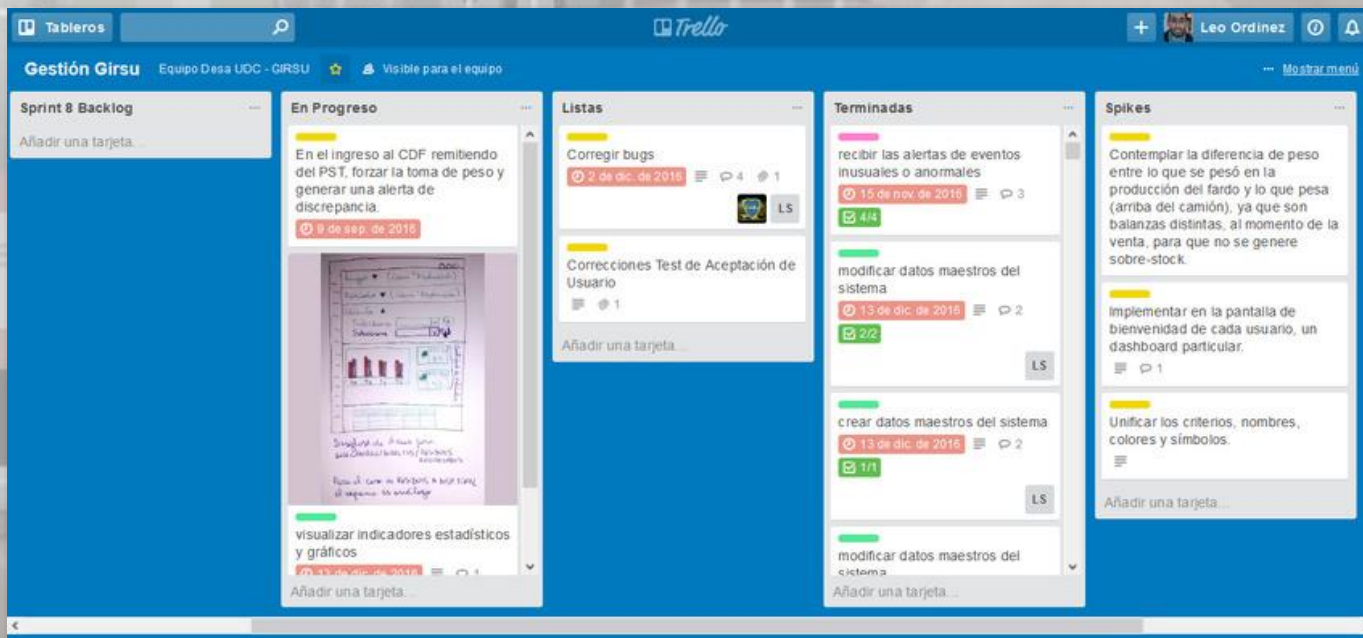 Tableros
Trello
Leo Ordinez
Gestión Girsu
Equipo Desa UDC - GIRSU
Visible para el equipo
Mostrar menú
Sprint 8 Backlog
Añadir una tarjeta...
En Progreso
En el ingreso al CDF remitiendo
del PST, forzar la toma de peso y
generar una alerta de
discrepancia.
9 de sep. de 2016
visualizar indicadores estadísticos
y gráficos
13 de dic. de 2016 1
Añadir una tarjeta...
Listas
Corregir bugs
2 de dic. de 2016 4 1
LS
Correcciones Test de Aceptación de
Usuario
1
Añadir una tarjeta...
Terminadas
recibir las alertas de eventos
inusuales o anormales
15 de nov. de 2016 3
4/4
modificar datos maestros del
sistema
13 de dic. de 2016 2
2/2
LS
crear datos maestros del sistema
13 de dic. de 2016 2
1/1
LS
modificar datos maestros del
sistema
Añadir una tarjeta...
Spikes
Contemplar la diferencia de peso
entre lo que se pesó en la
producción del fardo y lo que pesa
(arriba del camión), ya que son
balanzas distintas, al momento de la
venta, para que no se genere
sobre-stock.
Implementar en la pantalla de
bienvenidad de cada usuario, un
dashboard particular.
1
Unificar los criterios, nombres,
colores y símbolos.
Añadir una tarjeta...